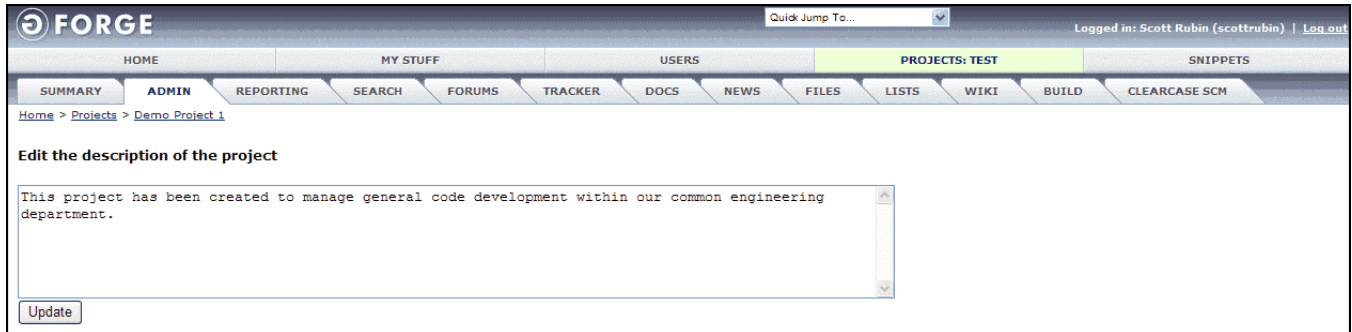 GFORGE
Quick Jump To...
Logged in: Scott Rubin (scottrubin) | Log out
HOME MY STUFF USERS PROJECTS: TEST SNIPPETS
SUMMARY ADMIN REPORTING SEARCH FORUMS TRACKER DOCS NEWS FILES LISTS WIKI BUILD CLEARCASE SCM
Home > Projects > Demo Project 1
Edit the description of the project
This project has been created to manage general code development within our common engineering
department.
Update